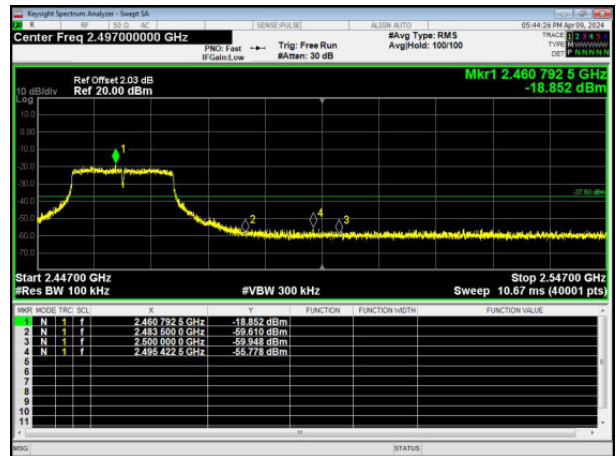 Keysight Spectrum Analyzer - Swept SA
R RF 50 Ω AC SENSE:PULSE ALIGN AUTO 05:44:26 PM Apr 09, 2024
Center Freq 2.497000000 GHz #Avg Type: RMS TRACE 1 2 3 4 5 6
PNO: Fast Trig: Free Run Avg|Hold: 100/100 TYPE MWWWWW
IFGain:Low #Atten: 30 dB DET P N N N N N
Mkr1 2.460 792 5 GHz
-18.852 dBm
Ref Offset 2.03 dB
10 dB/div Ref 20.00 dBm
Log
10.0
0.00
-10.0
-20.0
-30.0
-40.0
-50.0
-60.0
-70.0
1
2
4
3
-37.60 dBm
Start 2.44700 GHz Stop 2.54700 GHz
#Res BW 100 kHz #VBW 300 kHz Sweep 10.67 ms (40001 pts)
MKR MODE TRC SCL X Y FUNCTION FUNCTION WIDTH FUNCTION VALUE
1 N 1 f 2.460 792 5 GHz -18.852 dBm
2 N 1 f 2.483 500 0 GHz -59.610 dBm
3 N 1 f 2.500 000 0 GHz -59.948 dBm
4 N 1 f 2.495 422 5 GHz -55.778 dBm
5
6
7
8
9
10
11
MSG STATUS